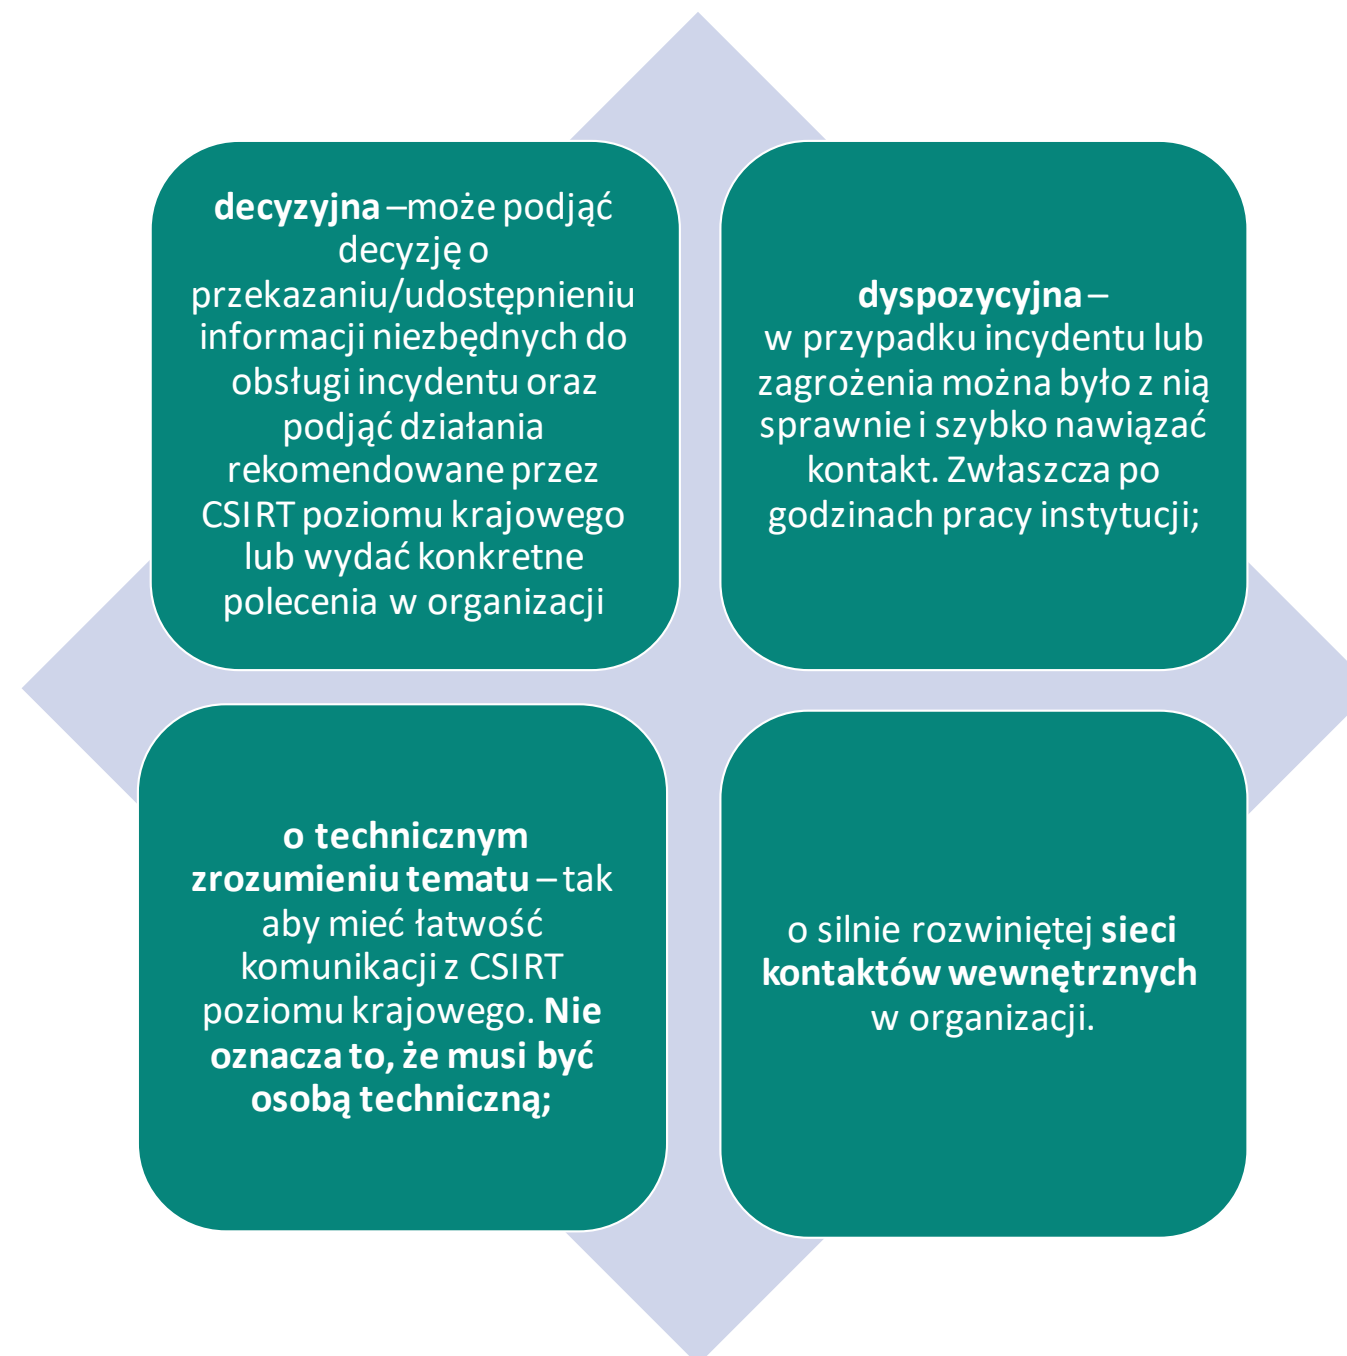 decyzyjna –może podjąć
decyzję o
przekazaniu/udostępnieniu
informacji niezbędnych do
obsługi incydentu oraz
podjąć działania
rekomendowane przez
CSIRT poziomu krajowego
lub wydać konkretne
polecenia w organizacji
dyspozycyjna –
w przypadku incydentu lub
zagrożenia można było z nią
sprawnie i szybko nawiązać
kontakt. Zwłaszcza po
godzinach pracy instytucji;
o technicznym
zrozumieniu tematu – tak
aby mieć łatwość
komunikacji z CSIRT
poziomu krajowego. Nie
oznacza to, że musi być
osobą techniczną;
o silnie rozwiniętej sieci
kontaktów wewnętrznych
w organizacji.